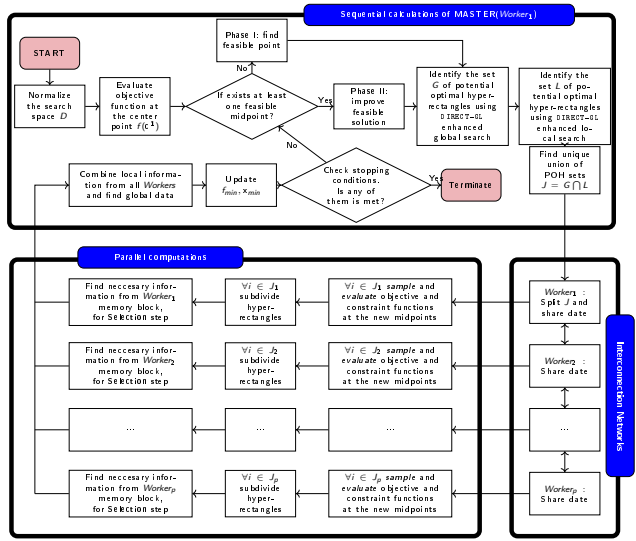 Sequential calculations of MASTER(Worker₁)
START
Normalize
the search
space D
Evaluate
objective
function at
the center
point f(c¹)
Phase I: find
feasible point
No
If exists at least
one feasible
midpoint?
Yes
Phase II:
improve
feasible
solution
Identify the set
G of potential
optimal hyper-
rectangles using
DIRECT-GL
enhanced
global search
Identify the
set L of po-
tential optimal
hyper-rectangles
using DIRECT-GL
enhanced lo-
cal search
Find unique
union of
POH sets
J = G ⋂ L
No
Combine local informa-
tion from all Workers
and find global data
Update
fmin, xmin
Check stopping
conditions.
Is any of
them is met?
Yes
Terminate
Parallel computations
Find neccesary infor-
mation from Worker₁
memory block,
for Selection step
∀i ∈ J₁
subdivide
hyper-
rectangles
∀i ∈ J₁ sample and
evaluate objective and
constraint functions
at the new midpoints
Worker₁ :
Split J and
share date
Find neccesary infor-
mation from Worker₂
memory block,
for Selection step
∀i ∈ J₂
subdivide
hyper-
rectangles
∀i ∈ J₂ sample and
evaluate objective and
constraint functions
at the new midpoints
Worker₂ :
Share date
...
...
...
...
Find neccesary infor-
mation from Workerₚ
memory block,
for Selection step
∀i ∈ Jₚ
subdivide
hyper-
rectangles
∀i ∈ Jₚ sample and
evaluate objective and
constraint functions
at the new midpoints
Workerₚ :
Share date
Interconnection Networks